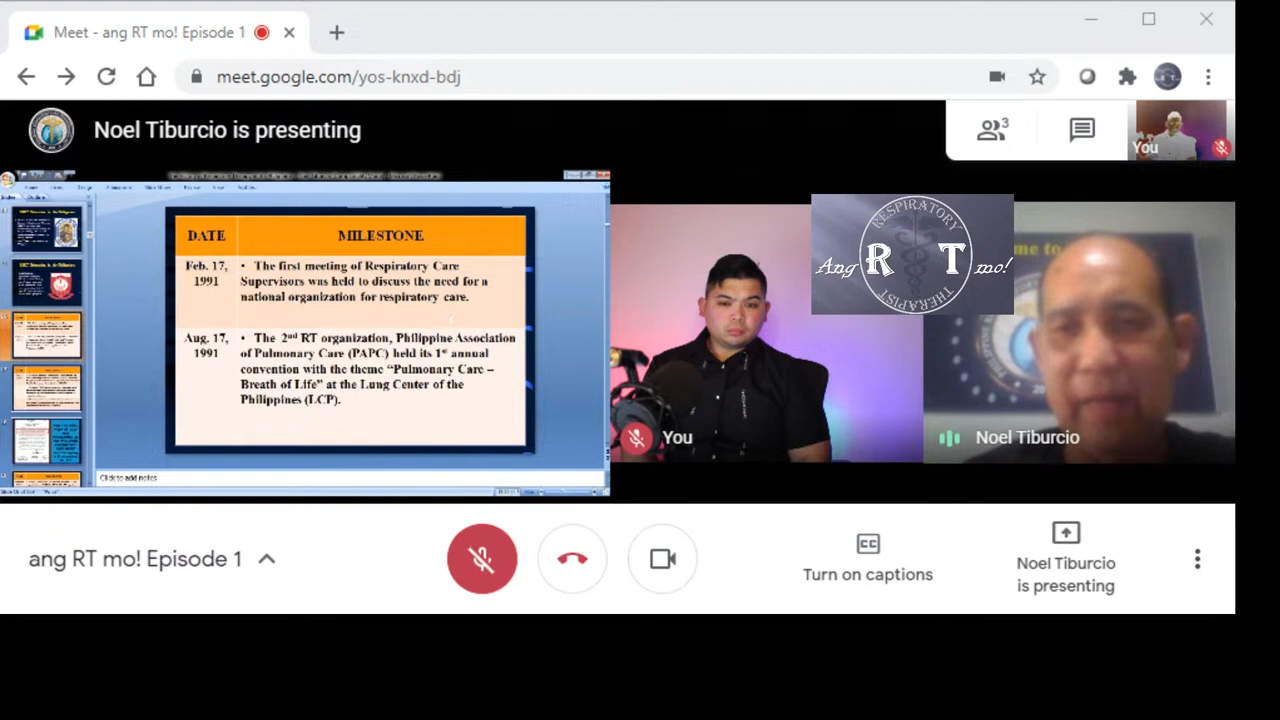 Meet - ang RT mo! Episode 1
meet.google.com/yos-knxd-bdj
Noel Tiburcio is presenting
3
You
DATE
MILESTONE
Feb. 17,
1991
• The first meeting of Respiratory Care
Supervisors was held to discuss the need for a
national organization for respiratory care.
Aug. 17,
1991
• The 2nd RT organization, Philippine Association
of Pulmonary Care (PAPC) held its 1st annual
convention with the theme “Pulmonary Care –
Breath of Life” at the Lung Center of the
Philippines (LCP).
Click to add notes
RESPIRATORY
Ang R T mo!
THERAPIST
You
Noel Tiburcio
ang RT mo! Episode 1
CC
Turn on captions
Noel Tiburcio
is presenting